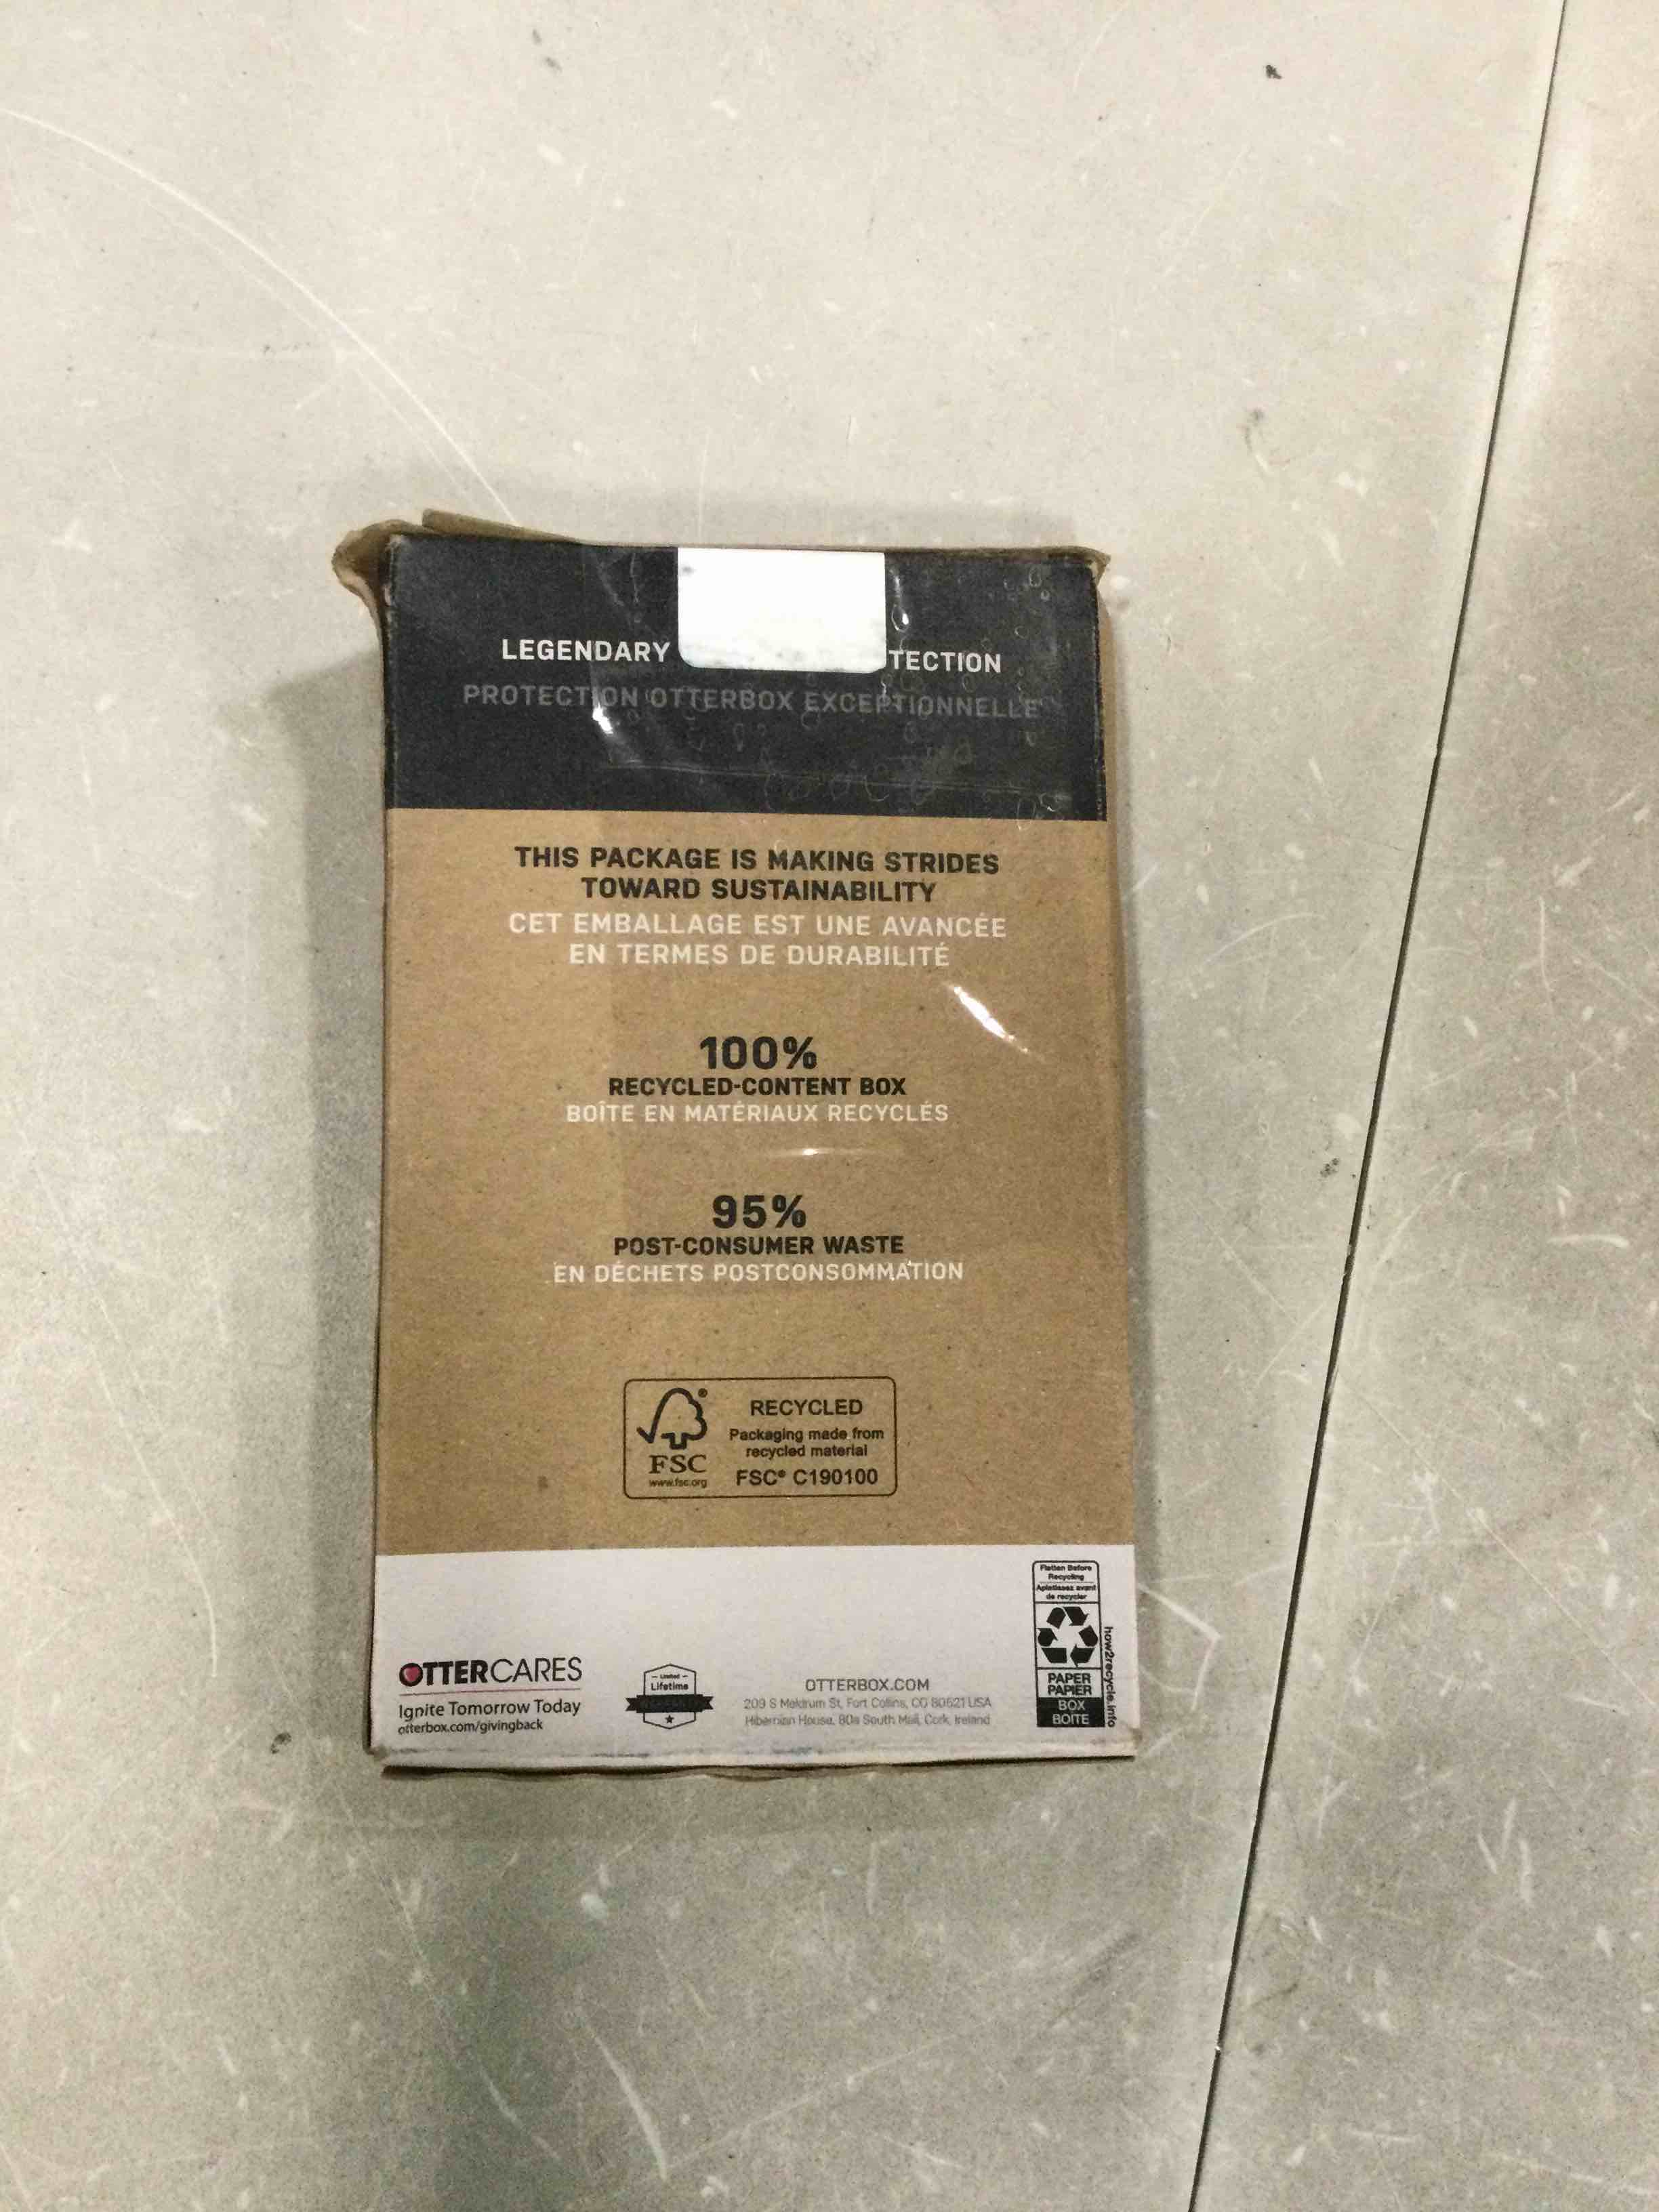 LEGENDARY TECTION
PROTECTION OTTERBOX EXCEPTIONNELLE
THIS PACKAGE IS MAKING STRIDES
TOWARD SUSTAINABILITY
CET EMBALLAGE EST UNE AVANCÉE
EN TERMES DE DURABILITÉ
100%
RECYCLED-CONTENT BOX
BOÎTE EN MATÉRIAUX RECYCLÉS
95%
POST-CONSUMER WASTE
EN DÉCHETS POSTCONSOMMATION
RECYCLED
Packaging made from
recycled material
FSC® C190100
FSC
www.fsc.org
OTTERCARES
Ignite Tomorrow Today
otterbox.com/givingback
Limited
Lifetime
OTTERBOX.COM
209 S Meldrum St, Fort Collins, CO 80521 USA
Hibernian House, 80a South Mall, Cork, Ireland
Flatten Before
Recycling
Aplatissez avant
de recycler
PAPER
PAPIER
BOX
BOÎTE
how2recycle.info